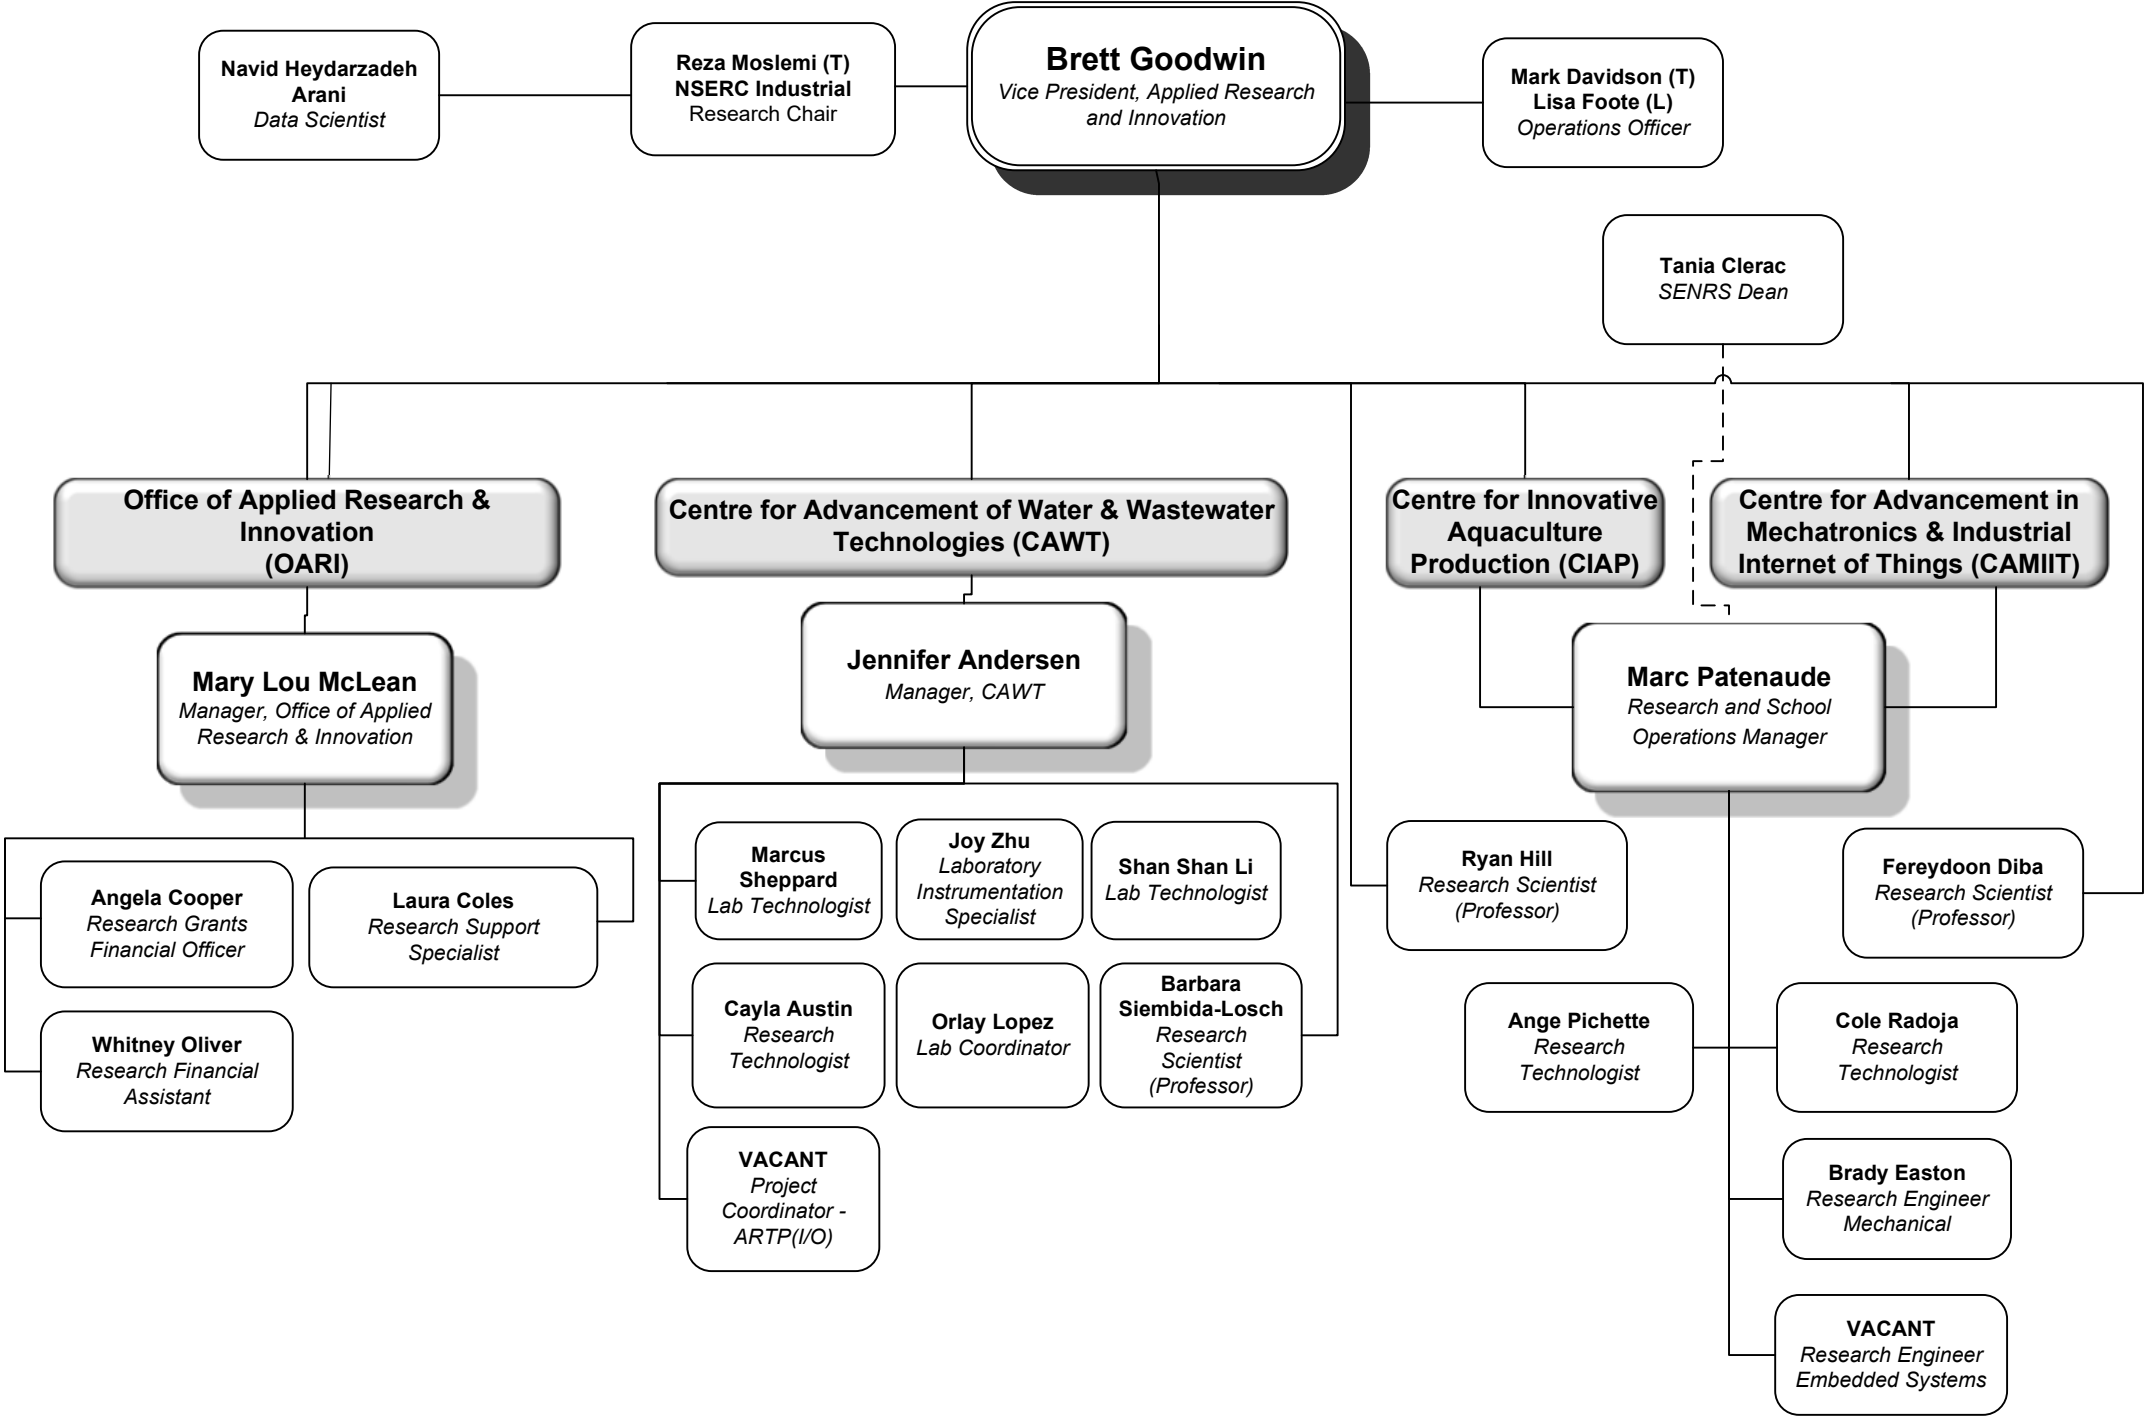 Navid Heydarzadeh
Arani
Data Scientist
Reza Moslemi (T)
NSERC Industrial
Research Chair
Brett Goodwin
Vice President, Applied Research
and Innovation
Mark Davidson (T)
Lisa Foote (L)
Operations Officer
Tania Clerac
SENRS Dean
Office of Applied Research &
Innovation
(OARI)
Centre for Advancement of Water & Wastewater
Technologies (CAWT)
Centre for Innovative
Aquaculture
Production (CIAP)
Centre for Advancement in
Mechatronics & Industrial
Internet of Things (CAMIIT)
Mary Lou McLean
Manager, Office of Applied
Research & Innovation
Jennifer Andersen
Manager, CAWT
Marc Patenaude
Research and School
Operations Manager
Angela Cooper
Research Grants
Financial Officer
Laura Coles
Research Support
Specialist
Whitney Oliver
Research Financial
Assistant
Marcus
Sheppard
Lab Technologist
Joy Zhu
Laboratory
Instrumentation
Specialist
Shan Shan Li
Lab Technologist
Cayla Austin
Research
Technologist
Orlay Lopez
Lab Coordinator
Barbara
Siembida-Losch
Research
Scientist
(Professor)
VACANT
Project
Coordinator -
ARTP(I/O)
Ryan Hill
Research Scientist
(Professor)
Fereydoon Diba
Research Scientist
(Professor)
Ange Pichette
Research
Technologist
Cole Radoja
Research
Technologist
Brady Easton
Research Engineer
Mechanical
VACANT
Research Engineer
Embedded Systems